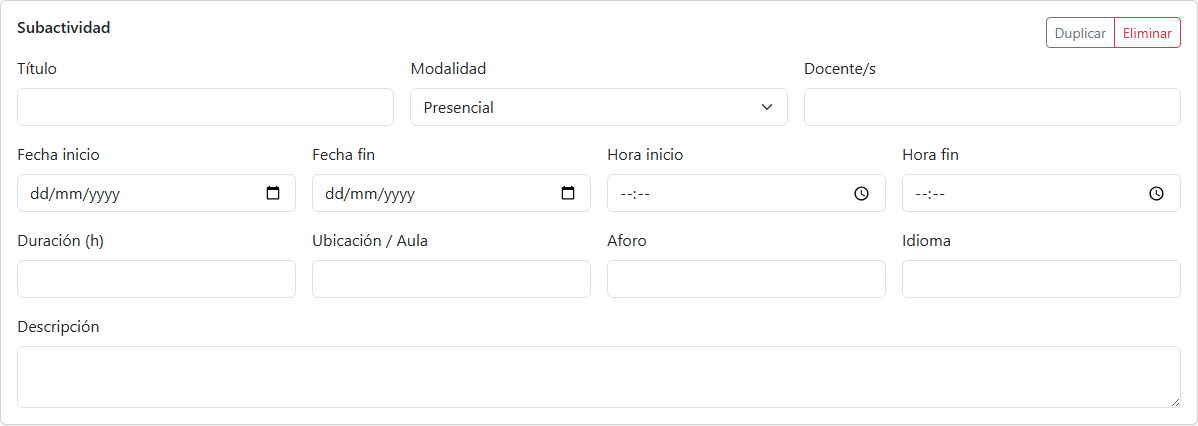 Subactividad
Duplicar Eliminar
Título Modalidad Docente/s
Presencial
Fecha inicio Fecha fin Hora inicio Hora fin
dd/mm/yyyy dd/mm/yyyy --:-- --:--
Duración (h) Ubicación / Aula Aforo Idioma
Descripción